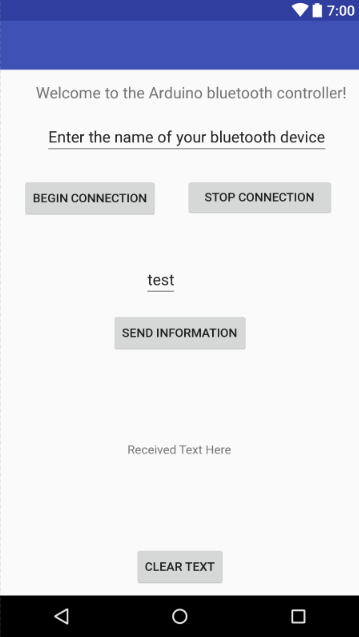 7:00
Welcome to the Arduino bluetooth controller!
Enter the name of your bluetooth device
BEGIN CONNECTION STOP CONNECTION
test
SEND INFORMATION
Received Text Here
CLEAR TEXT